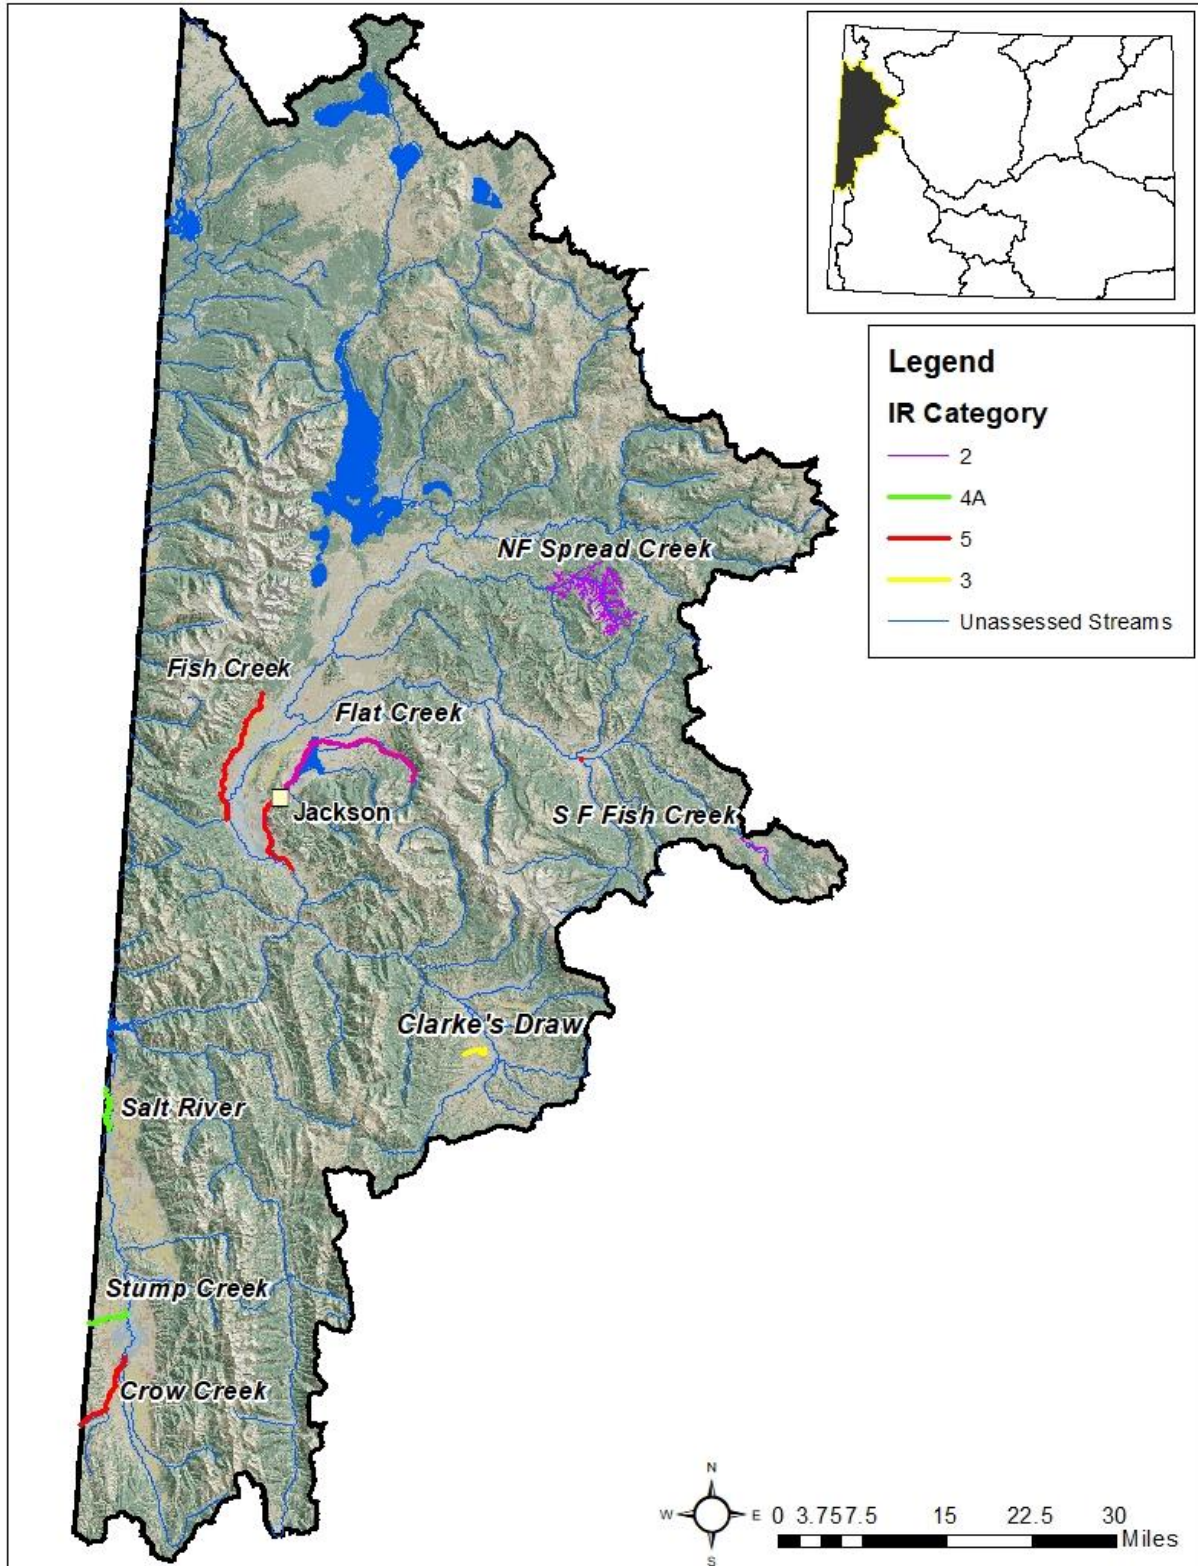 Legend
IR Category
2
4A
5
3
Unassessed Streams
NF Spread Creek
Fish Creek
Flat Creek
Jackson
S F Fish Creek
Clarke's Draw
Salt River
Stump Creek
Crow Creek
N
W E
S
0 3.757.5 15 22.5 30
Miles